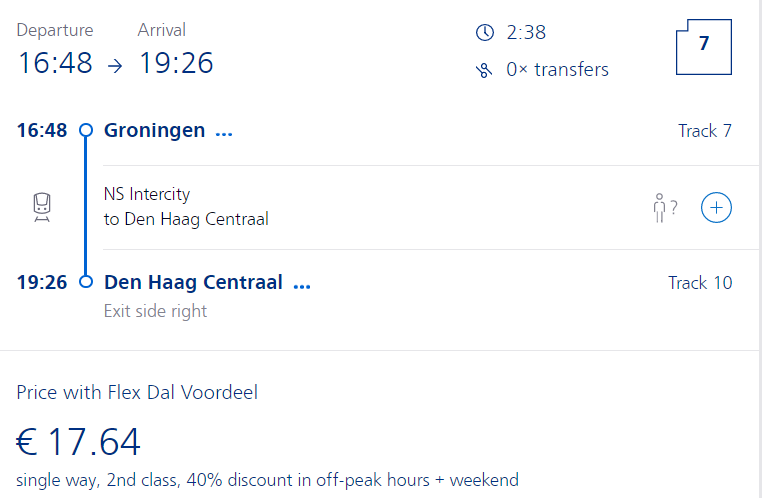 Departure Arrival
16:48 → 19:26
2:38
0× transfers
7
16:48 Groningen ... Track 7
NS Intercity
to Den Haag Centraal
?
19:26 Den Haag Centraal ... Track 10
Exit side right
Price with Flex Dal Voordeel
€ 17.64
single way, 2nd class, 40% discount in off-peak hours + weekend